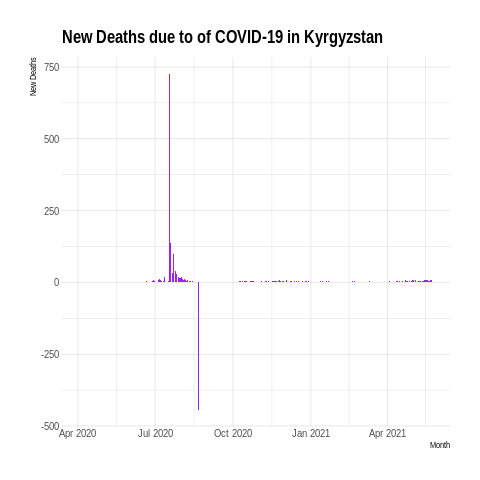 New Deaths due to of COVID-19 in Kyrgyzstan
New Deaths
750
500
250
0
-250
-500
Apr 2020 Jul 2020 Oct 2020 Jan 2021 Apr 2021
Month